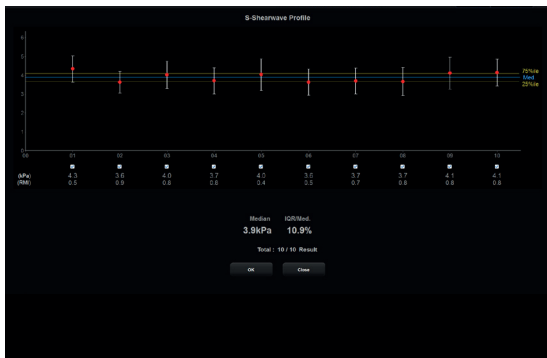 S-Shearwave Profile
6
5
4
3
2
1
0
75%ile
Med
25%ile
00 01 02 03 04 05 06 07 08 09 10
(kPa) 4.3 3.6 4.0 3.7 4.0 3.6 3.7 3.7 4.1 4.1
(RMI) 0.5 0.9 0.8 0.8 0.4 0.5 0.7 0.8 0.8 0.8
Median IQR/Med.
3.9kPa 10.9%
Total : 10 / 10 Result
OK Close